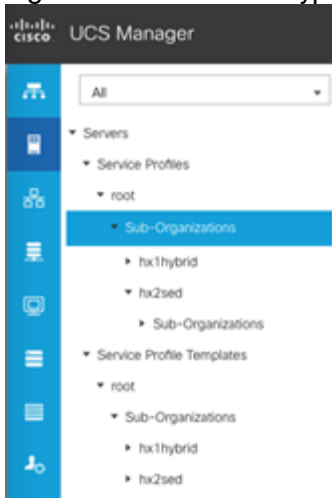 CISCO
UCS Manager
All
Servers
Service Profiles
root
Sub-Organizations
hx1hybrid
hx2sed
Sub-Organizations
Service Profile Templates
root
Sub-Organizations
hx1hybrid
hx2sed